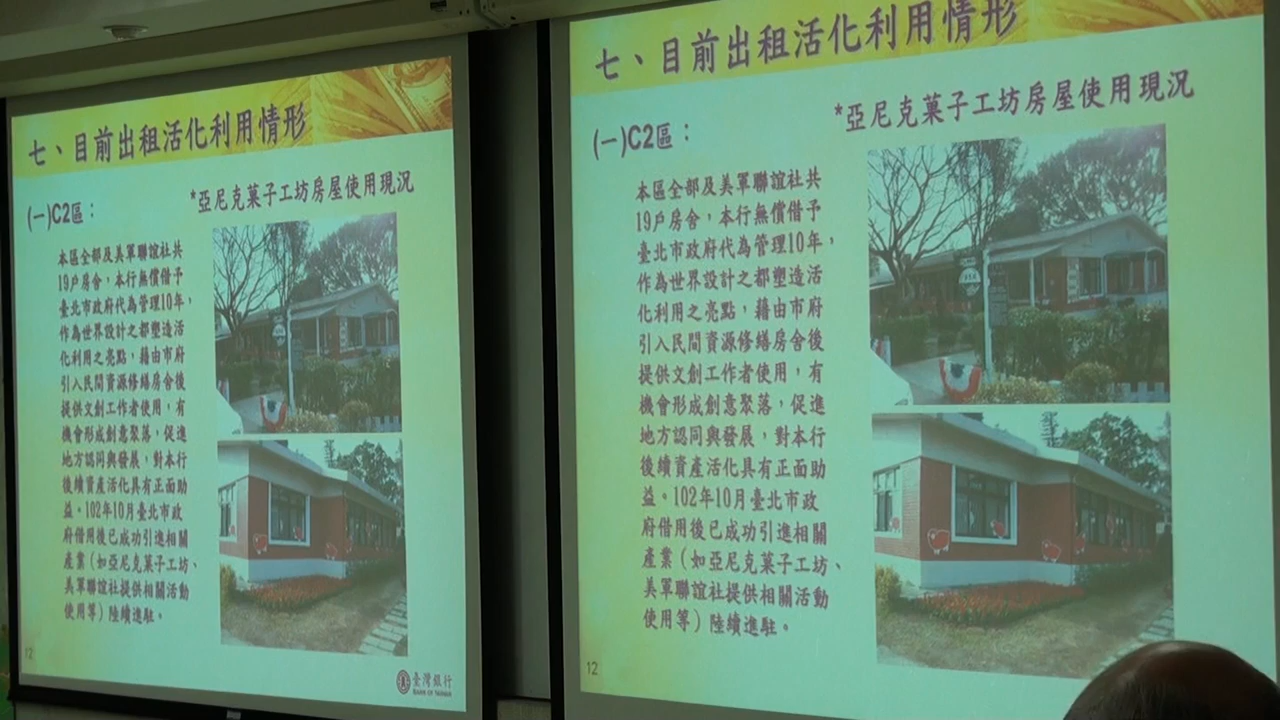 七、目前出租活化利用情形
(一)C2區：
*亞尼克菓子工坊房屋使用現況
本區全部及美軍聯誼社共
19戶房舍，本行無償借予
臺北市政府代為管理10年，
作為世界設計之都塑造活
化利用之亮點，藉由市府
引入民間資源修繕房舍後
提供文創工作者使用，有
機會形成創意聚落，促進
地方認同與發展，對本行
後續資產活化具有正面助
益。102年10月臺北市政
府借用後已成功引進相關
產業（如亞尼克菓子工坊、
美軍聯誼社提供相關活動
使用等）陸續進駐。
12
臺灣銀行
BANK OF TAIWAN
七、目前出租活化利用情形
(一)C2區：
*亞尼克菓子工坊房屋使用現況
本區全部及美軍聯誼社共
19戶房舍，本行無償借予
臺北市政府代為管理10年，
作為世界設計之都塑造活
化利用之亮點，藉由市府
引入民間資源修繕房舍後
提供文創工作者使用，有
機會形成創意聚落，促進
地方認同與發展，對本行
後續資產活化具有正面助
益。102年10月臺北市政
府借用後已成功引進相關
產業（如亞尼克菓子工坊、
美軍聯誼社提供相關活動
使用等）陸續進駐。
12